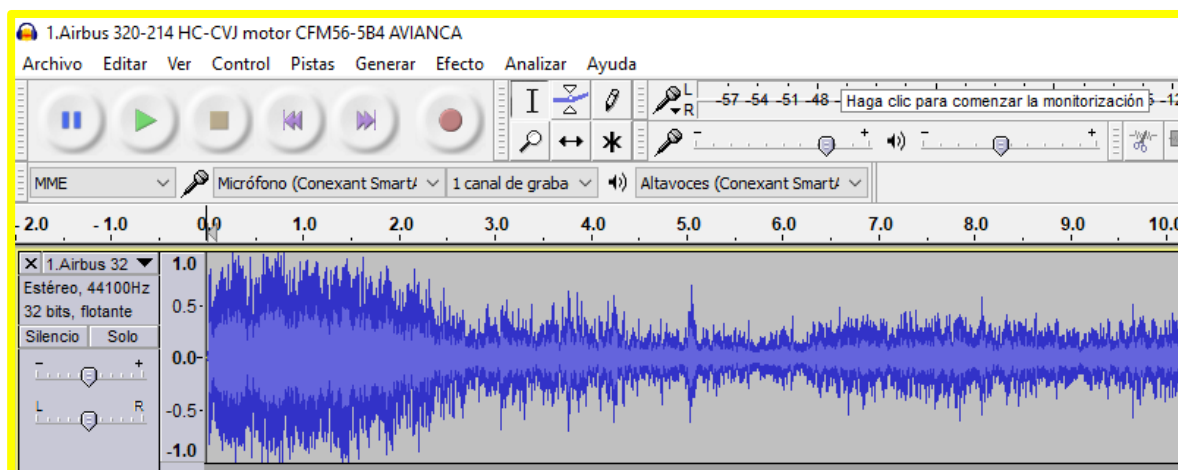 1.Airbus 320-214 HC-CVJ motor CFM56-5B4 AVIANCA
Archivo Editar Ver Control Pistas Generar Efecto Analizar Ayuda
L
R
-57 -54 -51 -48 - Haga clic para comenzar la monitorización -12
- + - +
MME Micrófono (Conexant SmartA 1 canal de graba Altavoces (Conexant SmartA
- 2.0 - 1.0 0.0 1.0 2.0 3.0 4.0 5.0 6.0 7.0 8.0 9.0 10.0
X 1.Airbus 32 1.0
Estéreo, 44100Hz
32 bits, flotante 0.5-
Silencio Solo
- + 0.0-
L R -0.5-
-1.0